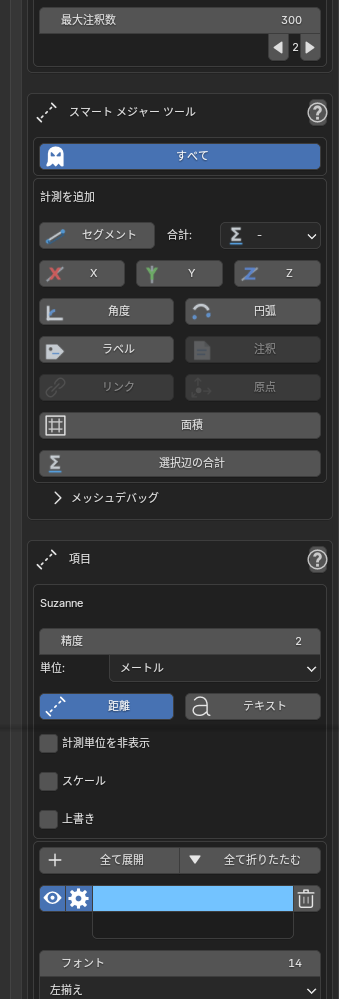 最大注釈数 300
2
スマート メジャー ツール
すべて
計測を追加
セグメント 合計: -
X Y Z
角度 円弧
ラベル 注釈
リンク 原点
面積
選択辺の合計
メッシュデバッグ
項目
Suzanne
精度 2
単位: メートル
距離 テキスト
計測単位を非表示
スケール
上書き
全て展開 全て折りたたむ
フォント 14
左揃え